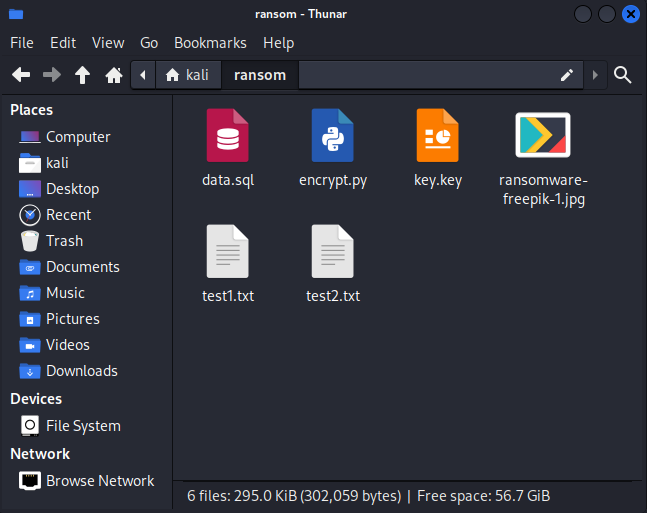 ransom - Thunar
File Edit View Go Bookmarks Help
kali ransom
Places
Computer
kali
Desktop
Recent
Trash
Documents
Music
Pictures
Videos
Downloads
Devices
File System
Network
Browse Network
data.sql encrypt.py key.key ransomware-
freepik-1.jpg
test1.txt test2.txt
6 files: 295.0 KiB (302,059 bytes) | Free space: 56.7 GiB